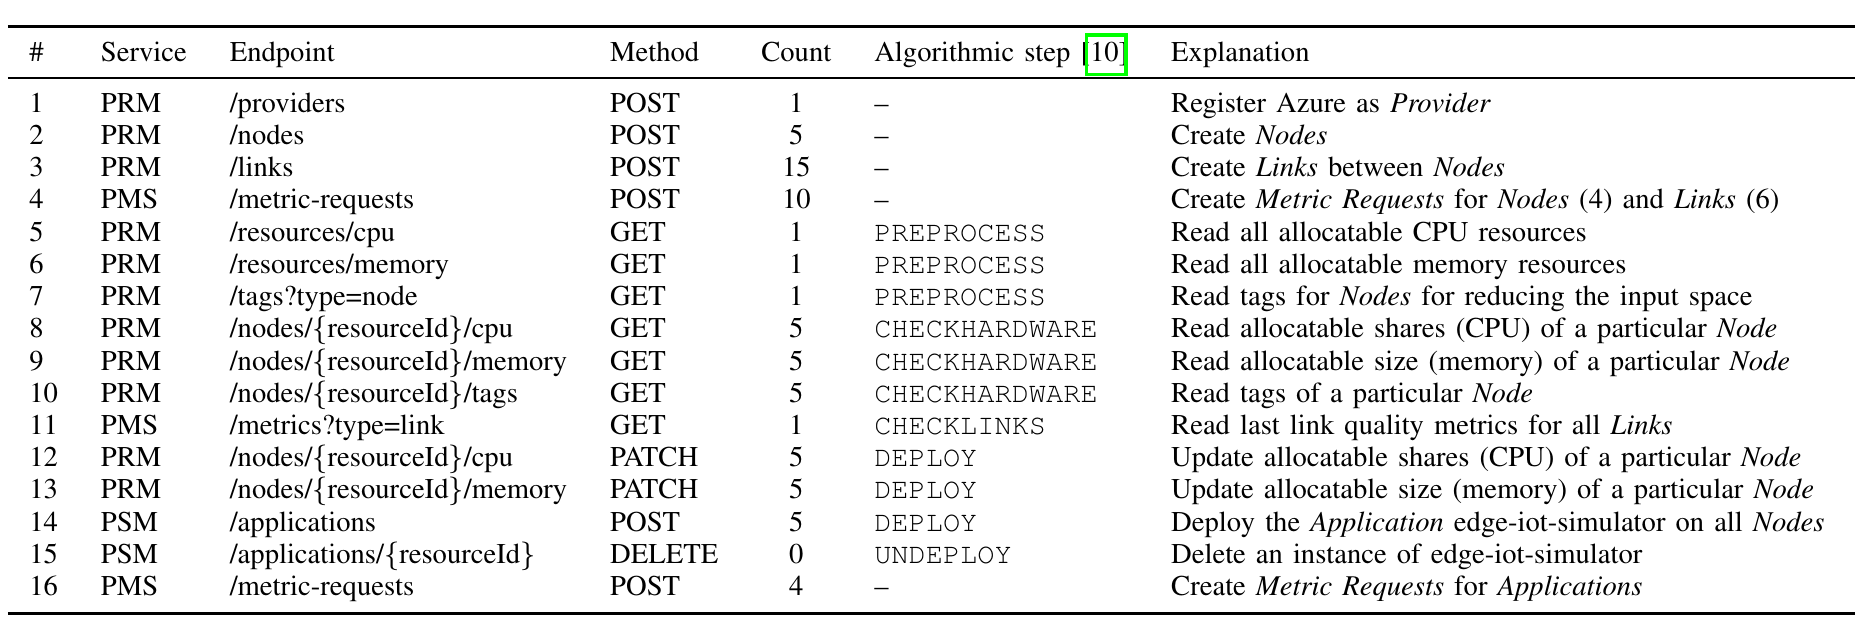 # Service Endpoint Method Count Algorithmic step [10] Explanation
1 PRM /providers POST 1 – Register Azure as Provider
2 PRM /nodes POST 5 – Create Nodes
3 PRM /links POST 15 – Create Links between Nodes
4 PMS /metric-requests POST 10 – Create Metric Requests for Nodes (4) and Links (6)
5 PRM /resources/cpu GET 1 PREPROCESS Read all allocatable CPU resources
6 PRM /resources/memory GET 1 PREPROCESS Read all allocatable memory resources
7 PRM /tags?type=node GET 1 PREPROCESS Read tags for Nodes for reducing the input space
8 PRM /nodes/{resourceId}/cpu GET 5 CHECKHARDWARE Read allocatable shares (CPU) of a particular Node
9 PRM /nodes/{resourceId}/memory GET 5 CHECKHARDWARE Read allocatable size (memory) of a particular Node
10 PRM /nodes/{resourceId}/tags GET 5 CHECKHARDWARE Read tags of a particular Node
11 PMS /metrics?type=link GET 1 CHECKLINKS Read last link quality metrics for all Links
12 PRM /nodes/{resourceId}/cpu PATCH 5 DEPLOY Update allocatable shares (CPU) of a particular Node
13 PRM /nodes/{resourceId}/memory PATCH 5 DEPLOY Update allocatable size (memory) of a particular Node
14 PSM /applications POST 5 DEPLOY Deploy the Application edge-iot-simulator on all Nodes
15 PSM /applications/{resourceId} DELETE 0 UNDEPLOY Delete an instance of edge-iot-simulator
16 PMS /metric-requests POST 4 – Create Metric Requests for Applications